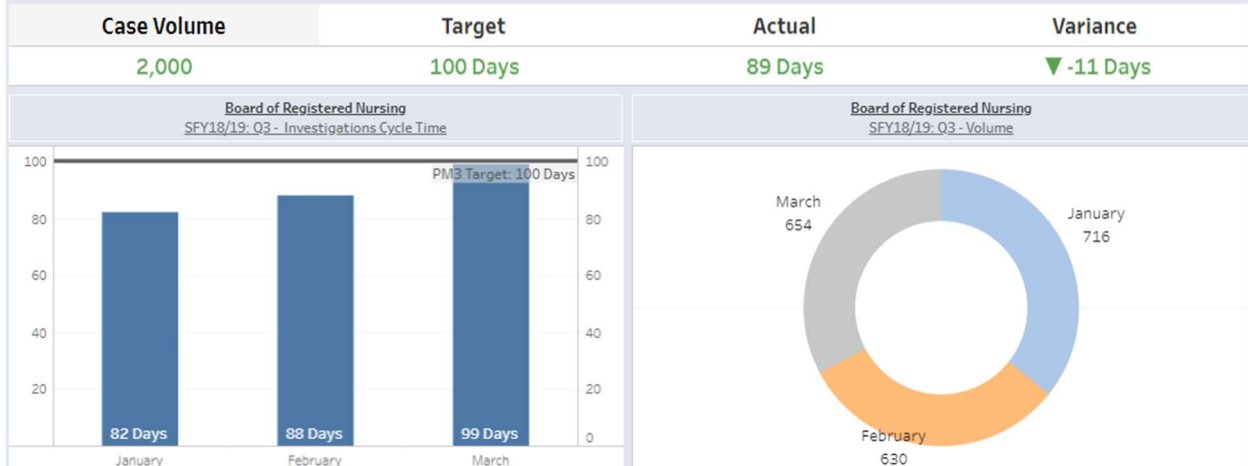 Case Volume Target Actual Variance
2,000 100 Days 89 Days ▼ -11 Days
Board of Registered Nursing
SFY18/19: Q3 - Investigations Cycle Time
Board of Registered Nursing
SFY18/19: Q3 - Volume
100
80
60
40
20
PM3 Target: 100 Days
100
80
60
40
20
0
82 Days 88 Days 99 Days
January February March
March
654
January
716
February
630